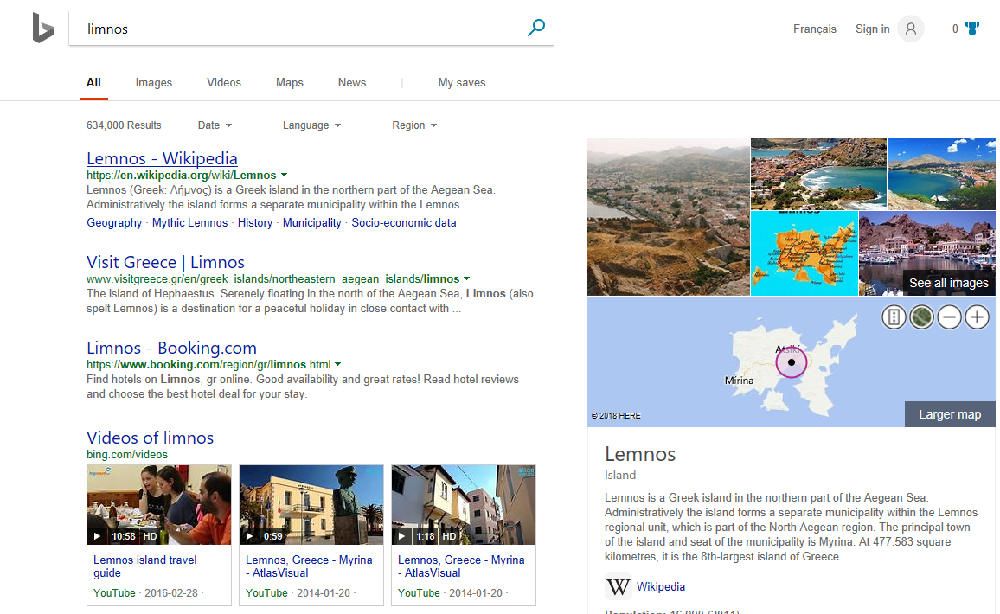 limnos
Français
Sign in
0
All
Images
Videos
Maps
News
My saves
634,000 Results
Date
Language
Region
Lemnos - Wikipedia
https://en.wikipedia.org/wiki/Lemnos
Lemnos (Greek: Λήμνος) is a Greek island in the northern part of the Aegean Sea.
Administratively the island forms a separate municipality within the Lemnos ...
Geography · Mythic Lemnos · History · Municipality · Socio-economic data
Visit Greece | Limnos
www.visitgreece.gr/en/greek_islands/northeastern_aegean_islands/limnos
The island of Hephaestus. Serenely floating in the north of the Aegean Sea, Limnos (also
spelt Lemnos) is a destination for a peaceful holiday in close contact with ...
Limnos - Booking.com
https://www.booking.com/region/gr/limnos.html
Find hotels on Limnos, gr online. Good availability and great rates! Read hotel reviews
and choose the best hotel deal for your stay.
Videos of limnos
bing.com/videos
10:58 HD
Lemnos island travel
guide
YouTube · 2016-02-28 ·
0:59
Lemnos, Greece - Myrina
- AtlasVisual
YouTube · 2014-01-20 ·
1:18 HD
Lemnos, Greece - Myrina
- AtlasVisual
YouTube · 2014-01-20 ·
See all images
Atsiki
Mírina
© 2018 HERE
Larger map
Lemnos
Island
Lemnos is a Greek island in the northern part of the Aegean Sea.
Administratively the island forms a separate municipality within the Lemnos
regional unit, which is part of the North Aegean region. The principal town
of the island and seat of the municipality is Myrina. At 477.583 square
kilometres, it is the 8th-largest island of Greece.
W Wikipedia
Population: 16,990 (2011)